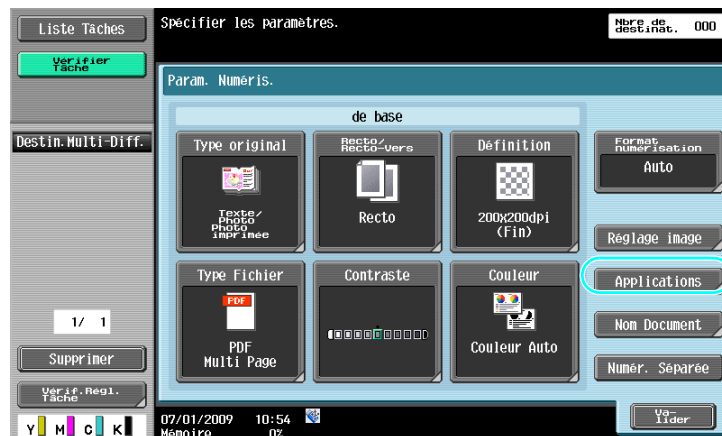 Liste Tâches
Vérifier
Tâche
Destin.Multi-Diff.
1/ 1
Supprimer
Vérif.Régl.
Tâche
Y M C K
Spécifier les paramètres.
Nbre de
destinat. 000
Param. Numéris.
de base
Type original
Texte/
Photo
Photo
imprimée
Recto/
Recto-Vers
Recto
Définition
200x200dpi
(Fin)
Format
numérisation
Auto
Réglage image
Type Fichier
PDF
PDF
Multi Page
Contraste
Couleur
Couleur Auto
Applications
Nom Document
Numér. Séparée
07/01/2009 10:54
Mémoire 0%
Va-
lider